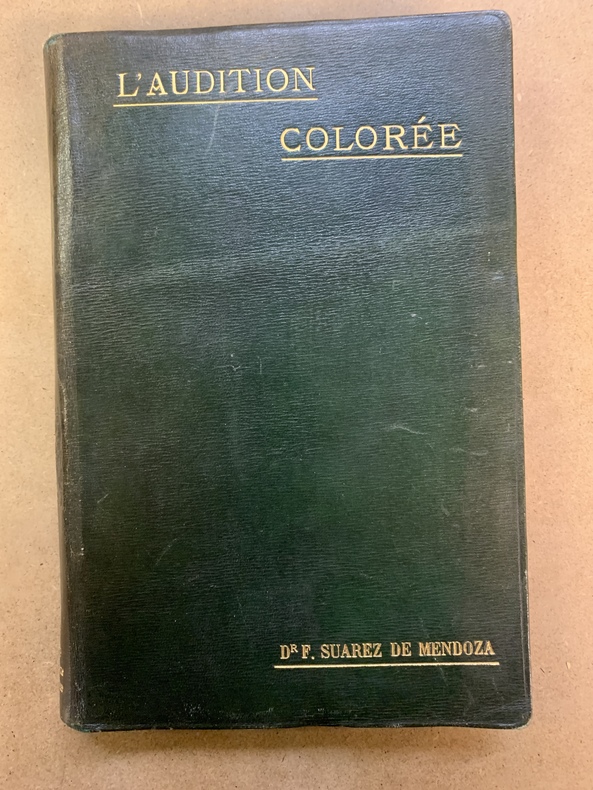 L'AUDITION
COLORÉE
DR F. SUAREZ DE MENDOZA